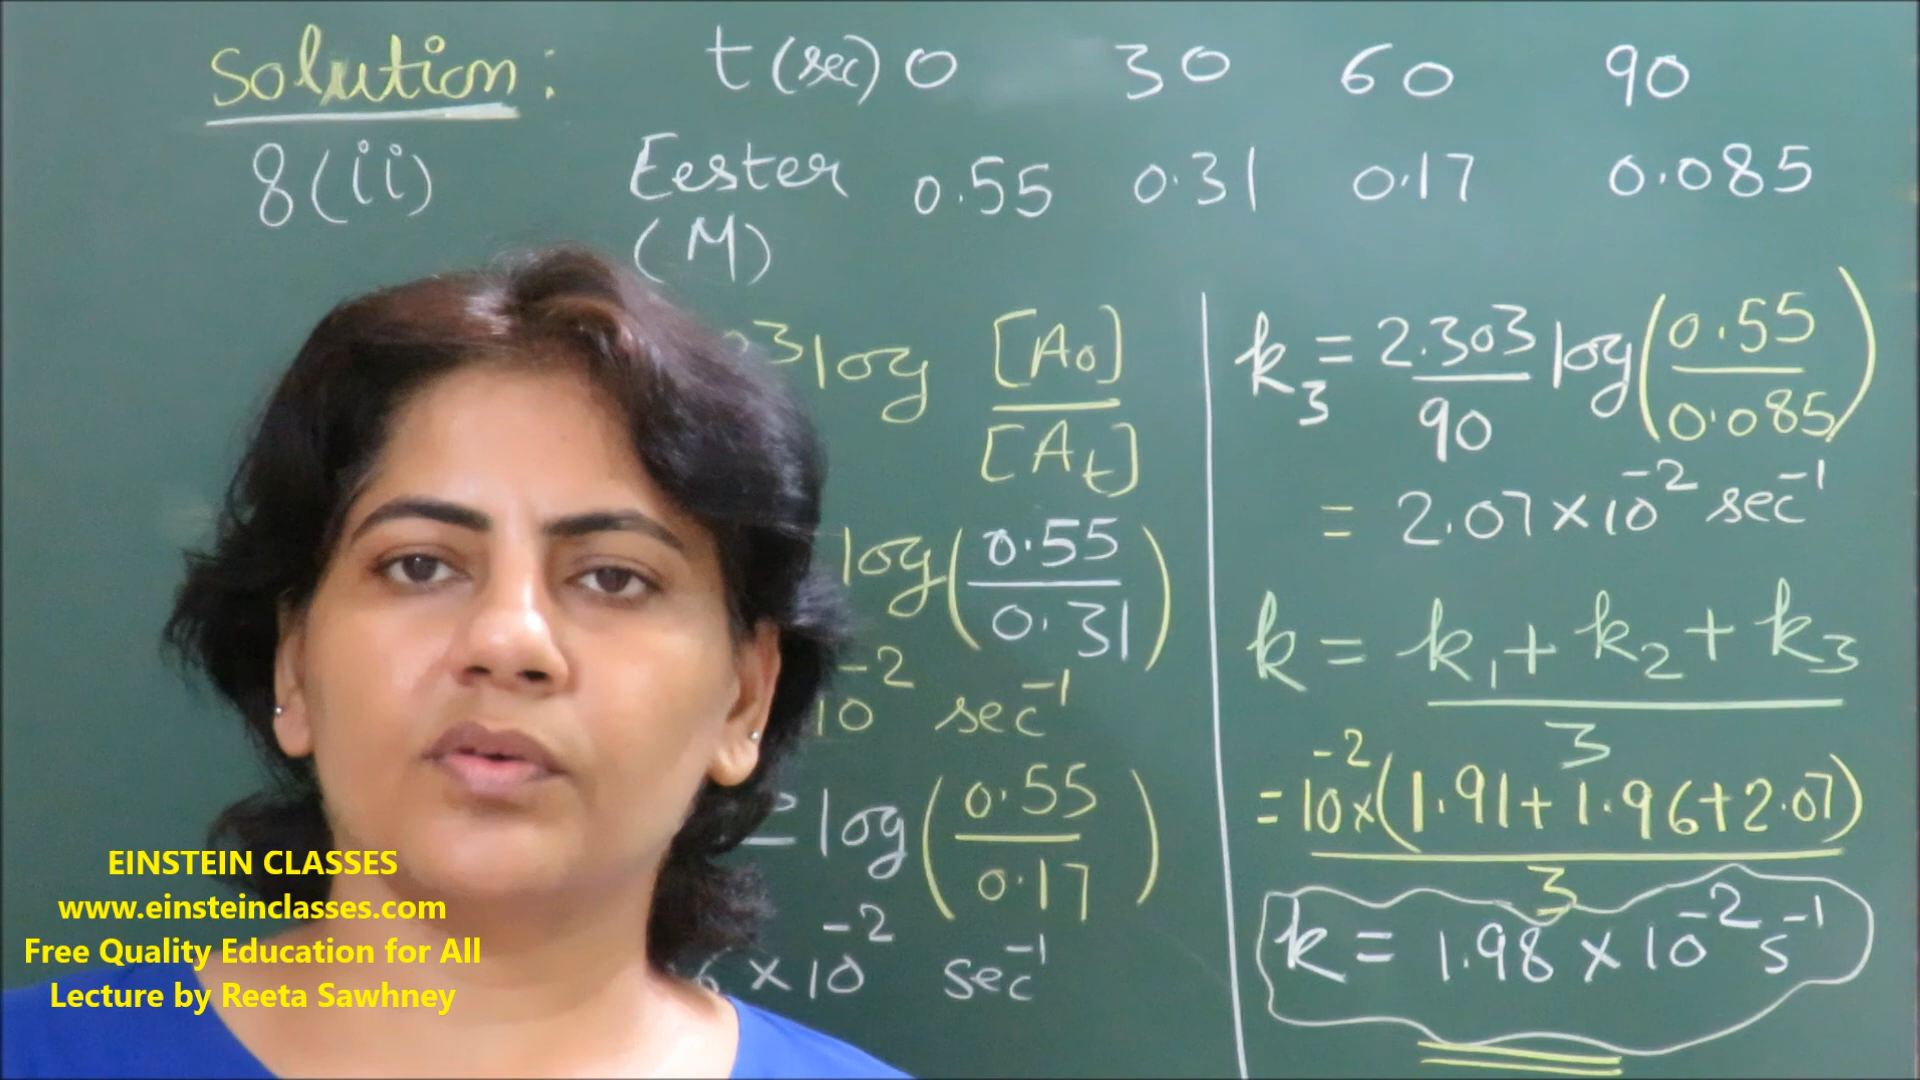 Solution:
8(ii)
t (sec) 0 30 60 90
Eester 0.55 0.31 0.17 0.085
(M)
3 log [A0]
[At]
log(0.55
0.31)
10-2 sec-1
= log(0.55
0.17)
6 × 10-2 sec-1
k3 = 2.303 log(0.55
90 0.085)
= 2.07 × 10-2 sec-1
k = k1 + k2 + k3
3
= 10-2 × (1.91 + 1.96 + 2.07)
3
k = 1.98 × 10-2 s-1
EINSTEIN CLASSES
www.einsteinclasses.com
Free Quality Education for All
Lecture by Reeta Sawhney